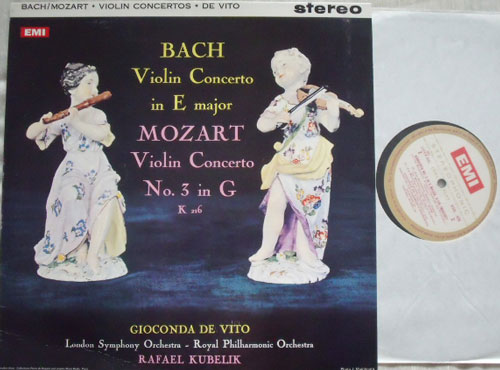 BACH/MOZART • VIOLIN CONCERTOS • DE VITO
stereo
EMI
BACH
Violin Concerto
in E major
MOZART
Violin Concerto
No. 3 in G
K 216
GIOCONDA DE VITO
London Symphony Orchestra - Royal Philharmonic Orchestra
RAFAEL KUBELIK
EMI